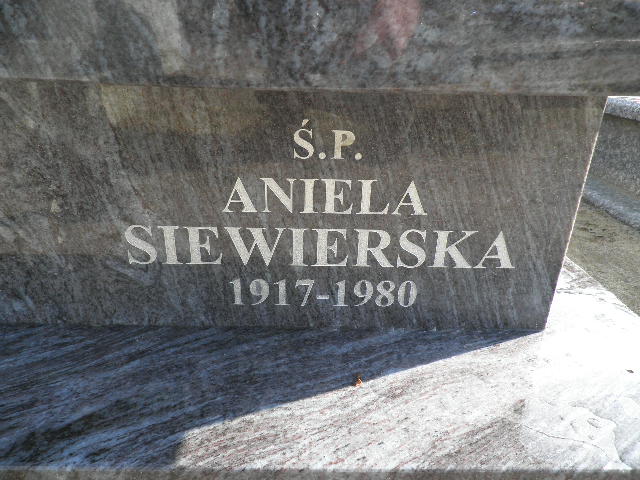 Ś.P.
ANIELA
SIEWIERSKA
1917-1980